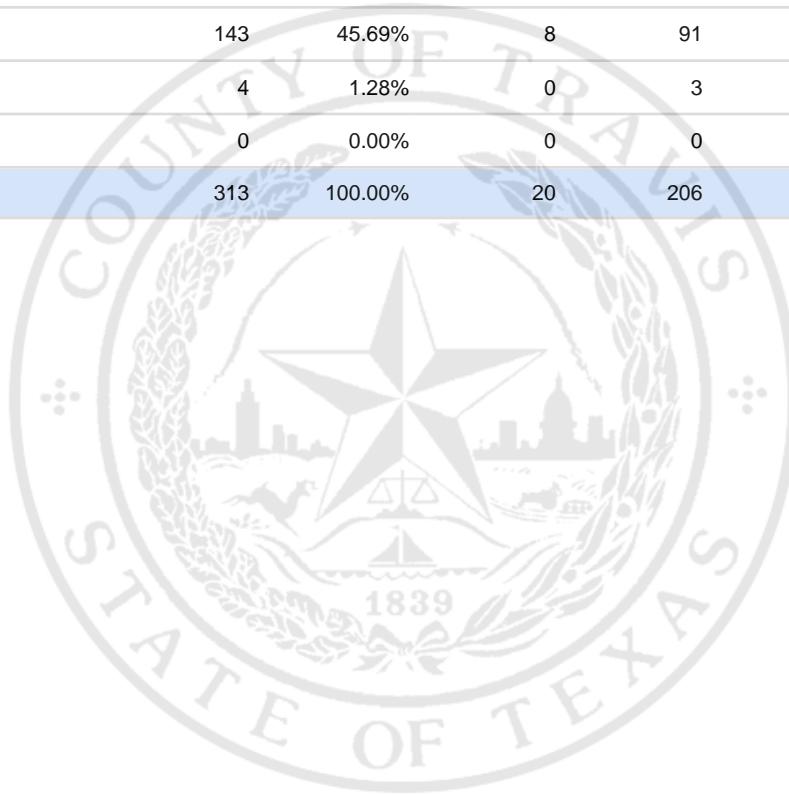 143 45.69% 8 91
4 1.28% 0 3
0 0.00% 0 0
313 100.00% 20 206
COUNTY OF TRAVIS
1839
STATE OF TEXAS